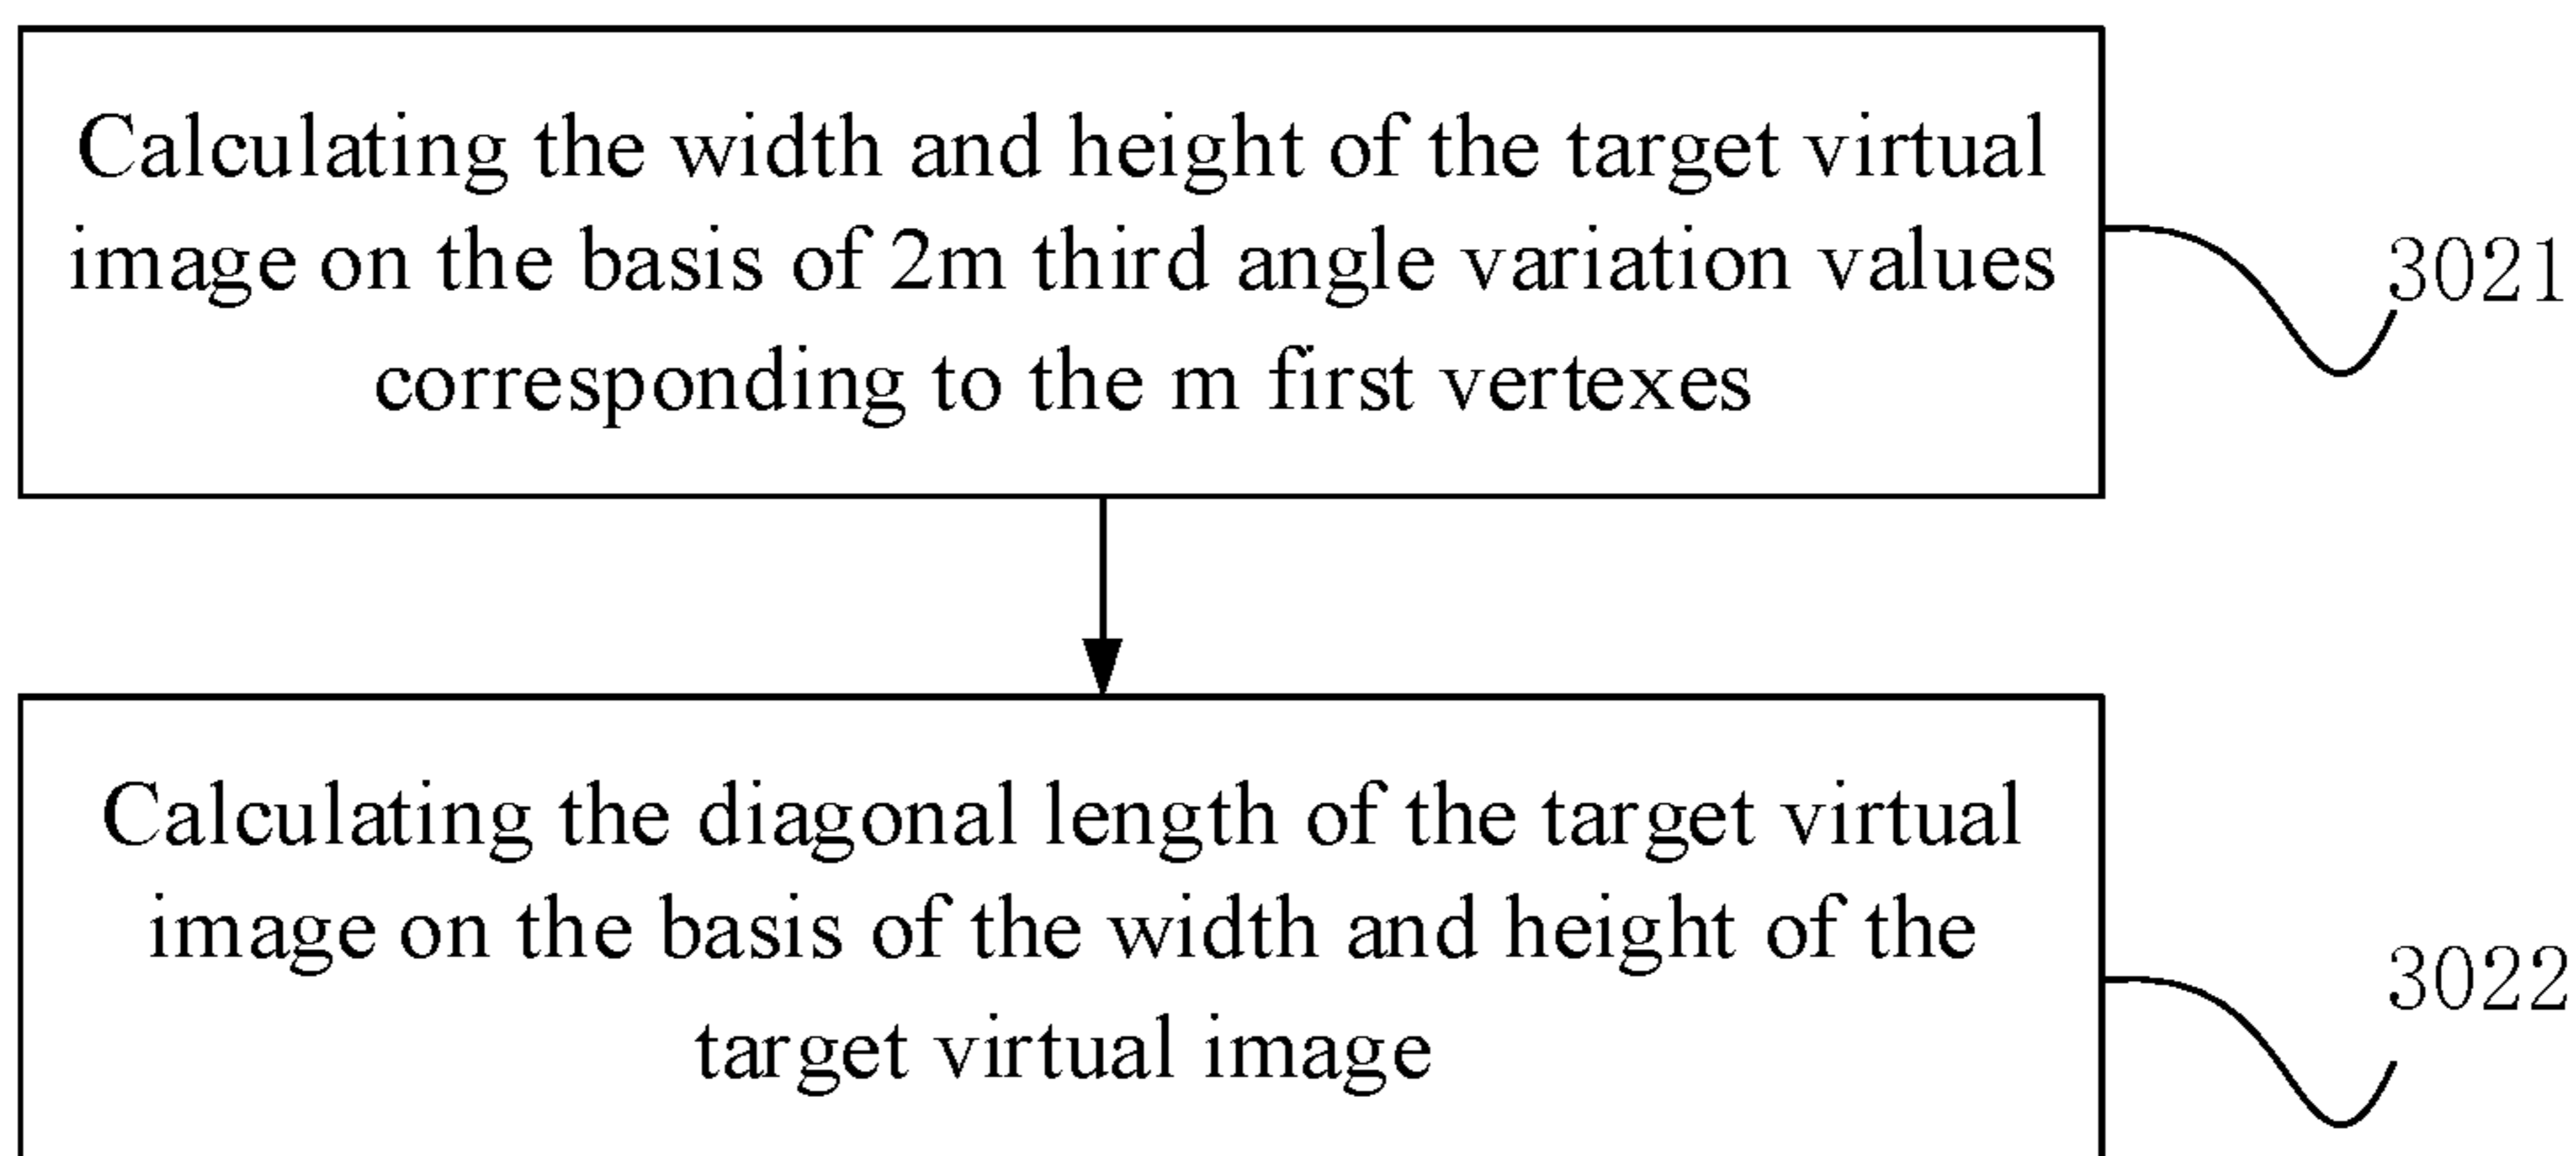 Calculating the width and height of the target virtual
image on the basis of 2m third angle variation values
corresponding to the m first vertexes
3021
Calculating the diagonal length of the target virtual
image on the basis of the width and height of the
target virtual image
3022